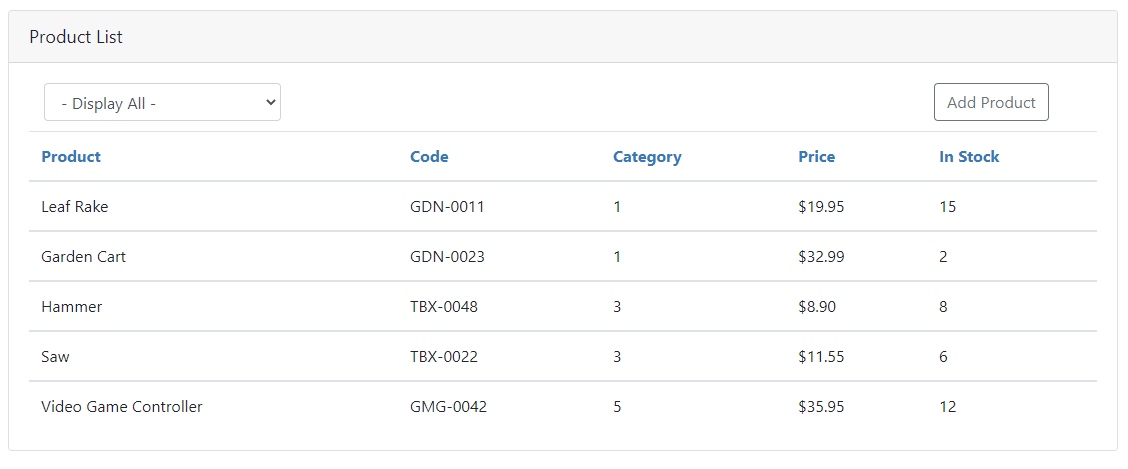 Product List
- Display All - Add Product
Product Code Category Price In Stock
Leaf Rake GDN-0011 1 $19.95 15
Garden Cart GDN-0023 1 $32.99 2
Hammer TBX-0048 3 $8.90 8
Saw TBX-0022 3 $11.55 6
Video Game Controller GMG-0042 5 $35.95 12